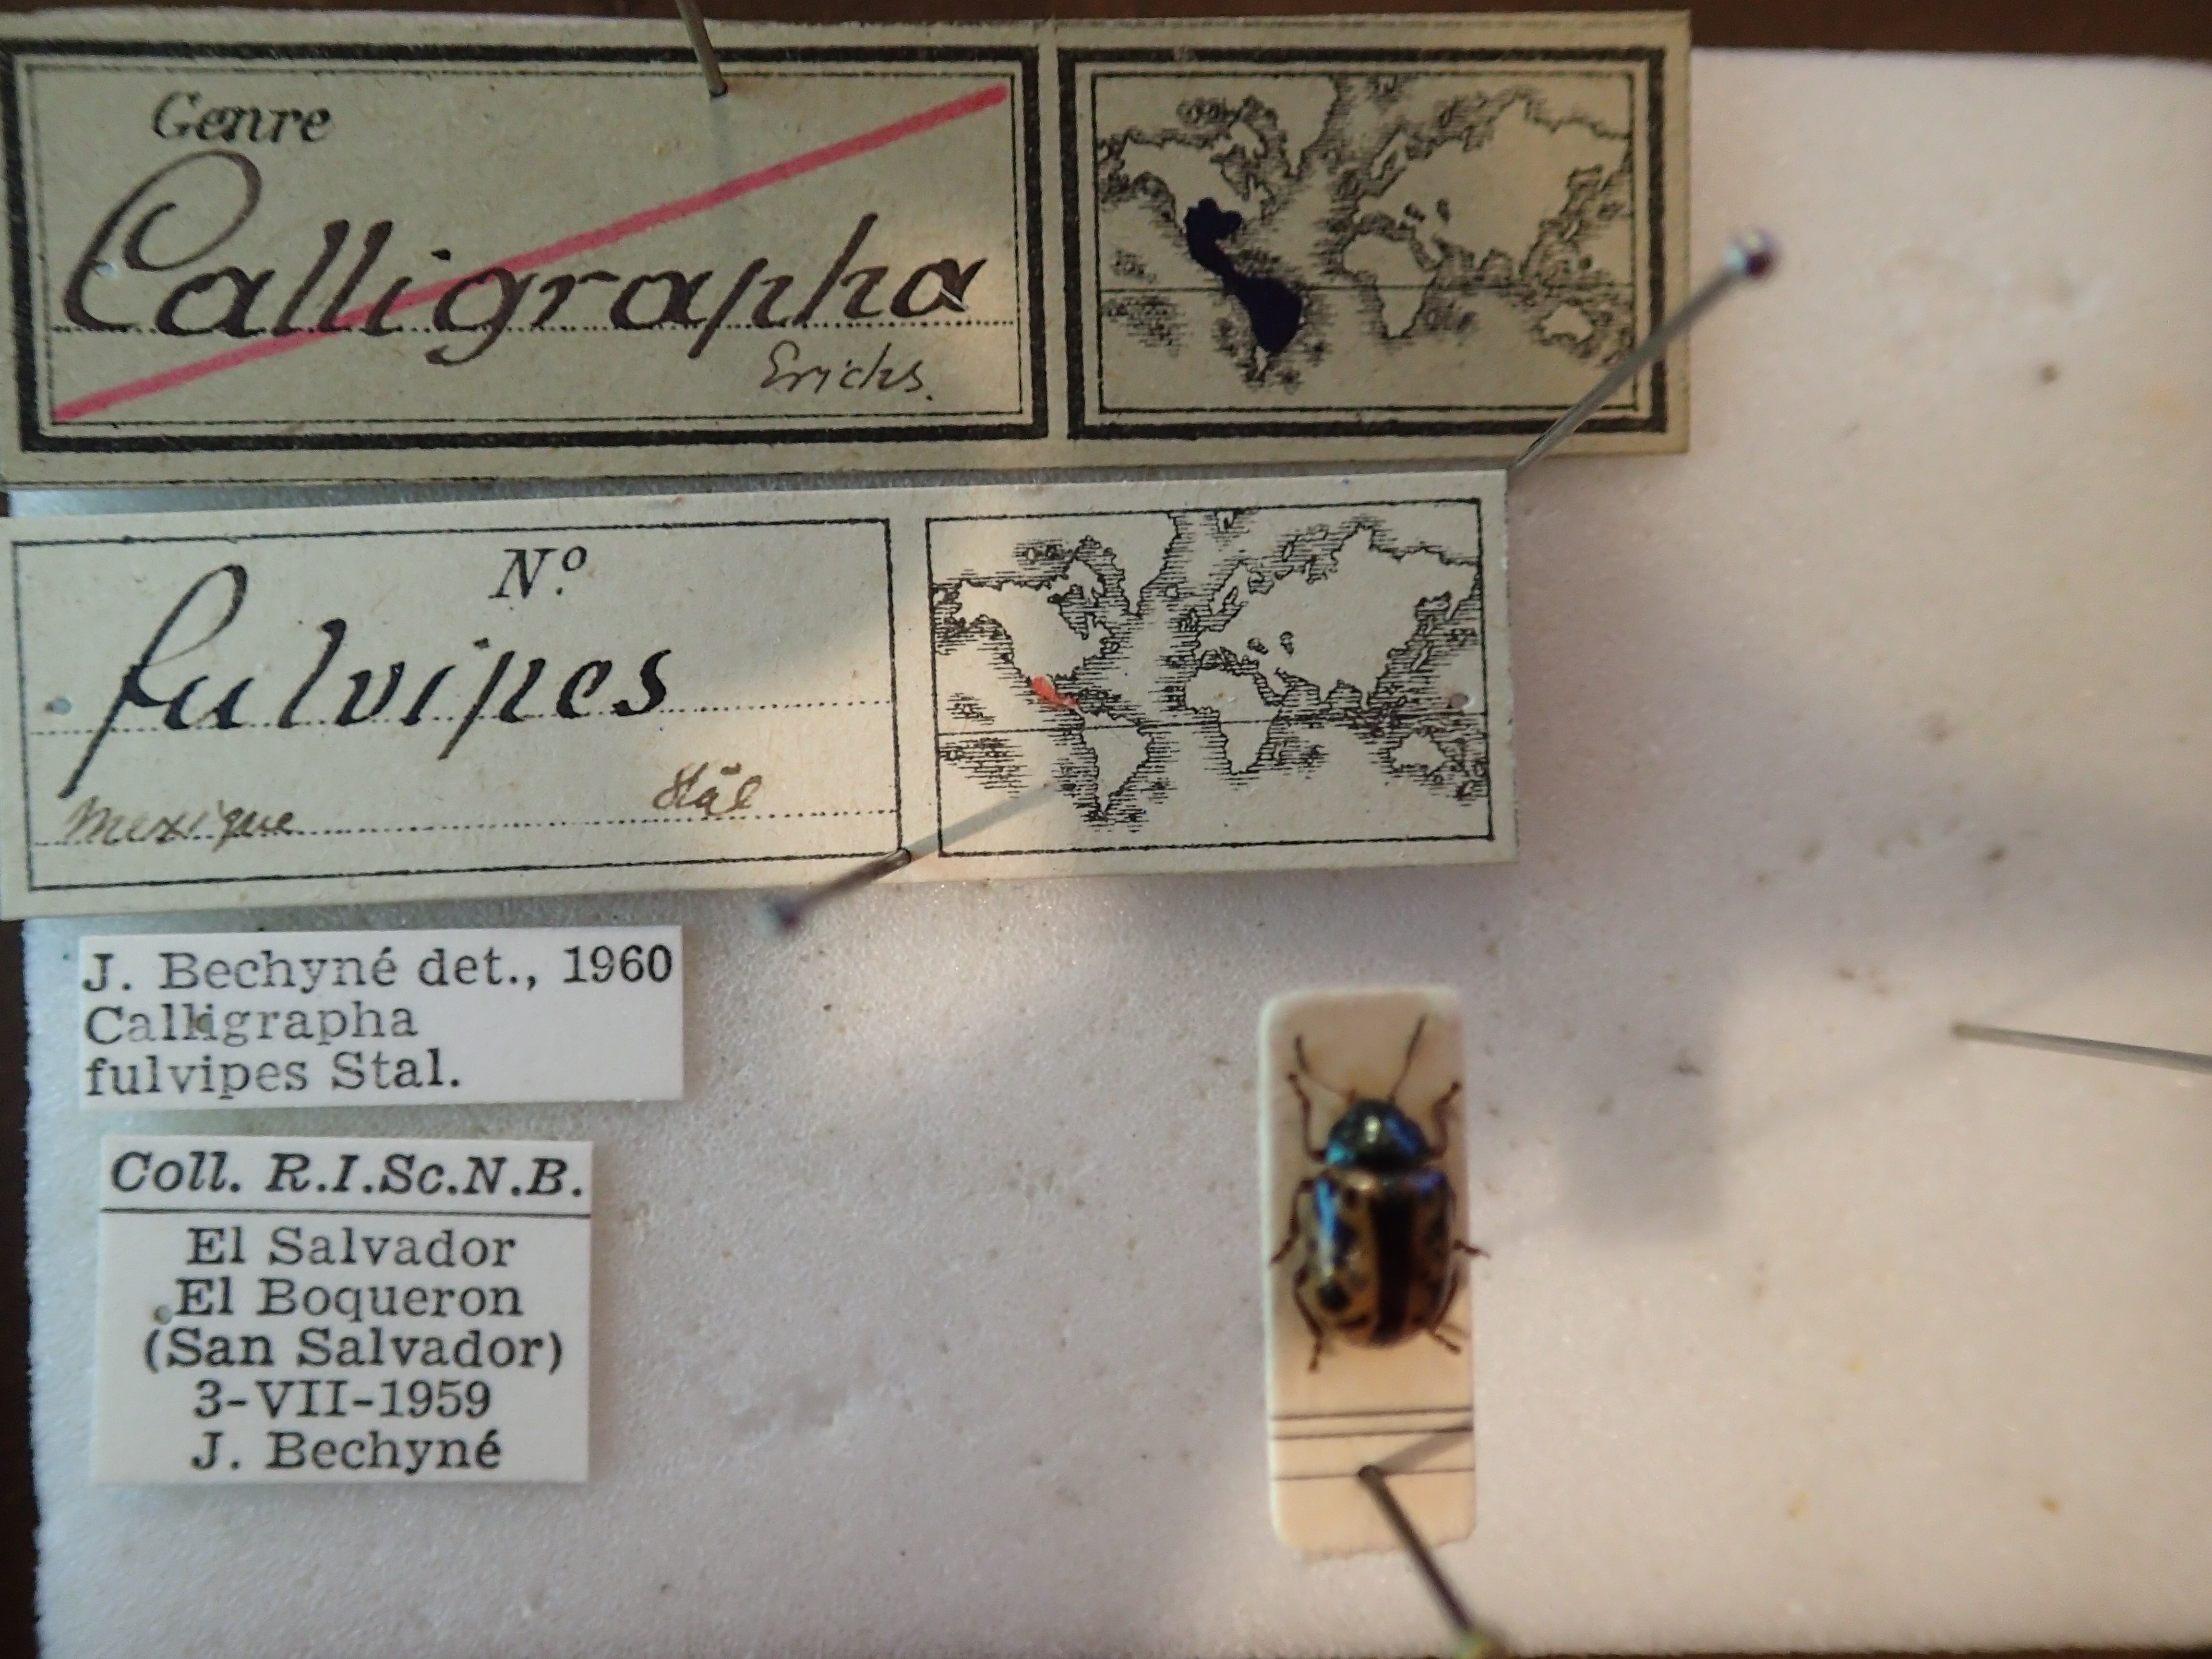 Genre
Calligrapha
Erichs.
Nº
fulvipes
Stål
Mexique
J. Bechyné det., 1960
Calligrapha
fulvipes Stal.
Coll. R.I.Sc.N.B.
El Salvador
El Boqueron
(San Salvador)
3-VII-1959
J. Bechyné